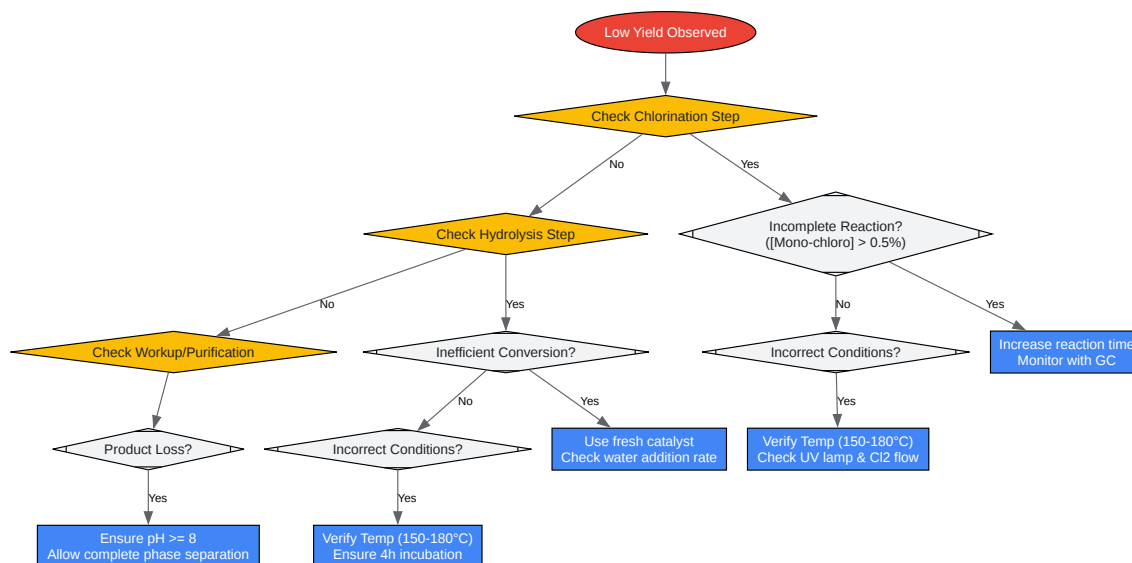 Low Yield Observed
Check Chlorination Step
No
Yes
Check Hydrolysis Step
Incomplete Reaction?
([Mono-chloro] > 0.5%)
No
Yes
No
Yes
Check Workup/Purification
Inefficient Conversion?
Incorrect Conditions?
Increase reaction time
Monitor with GC
No
Yes
Yes
Product Loss?
Incorrect Conditions?
Use fresh catalyst
Check water addition rate
Verify Temp (150-180°C)
Check UV lamp & Cl2 flow
Yes
Yes
Ensure pH >= 8
Allow complete phase separation
Verify Temp (150-180°C)
Ensure 4h incubation